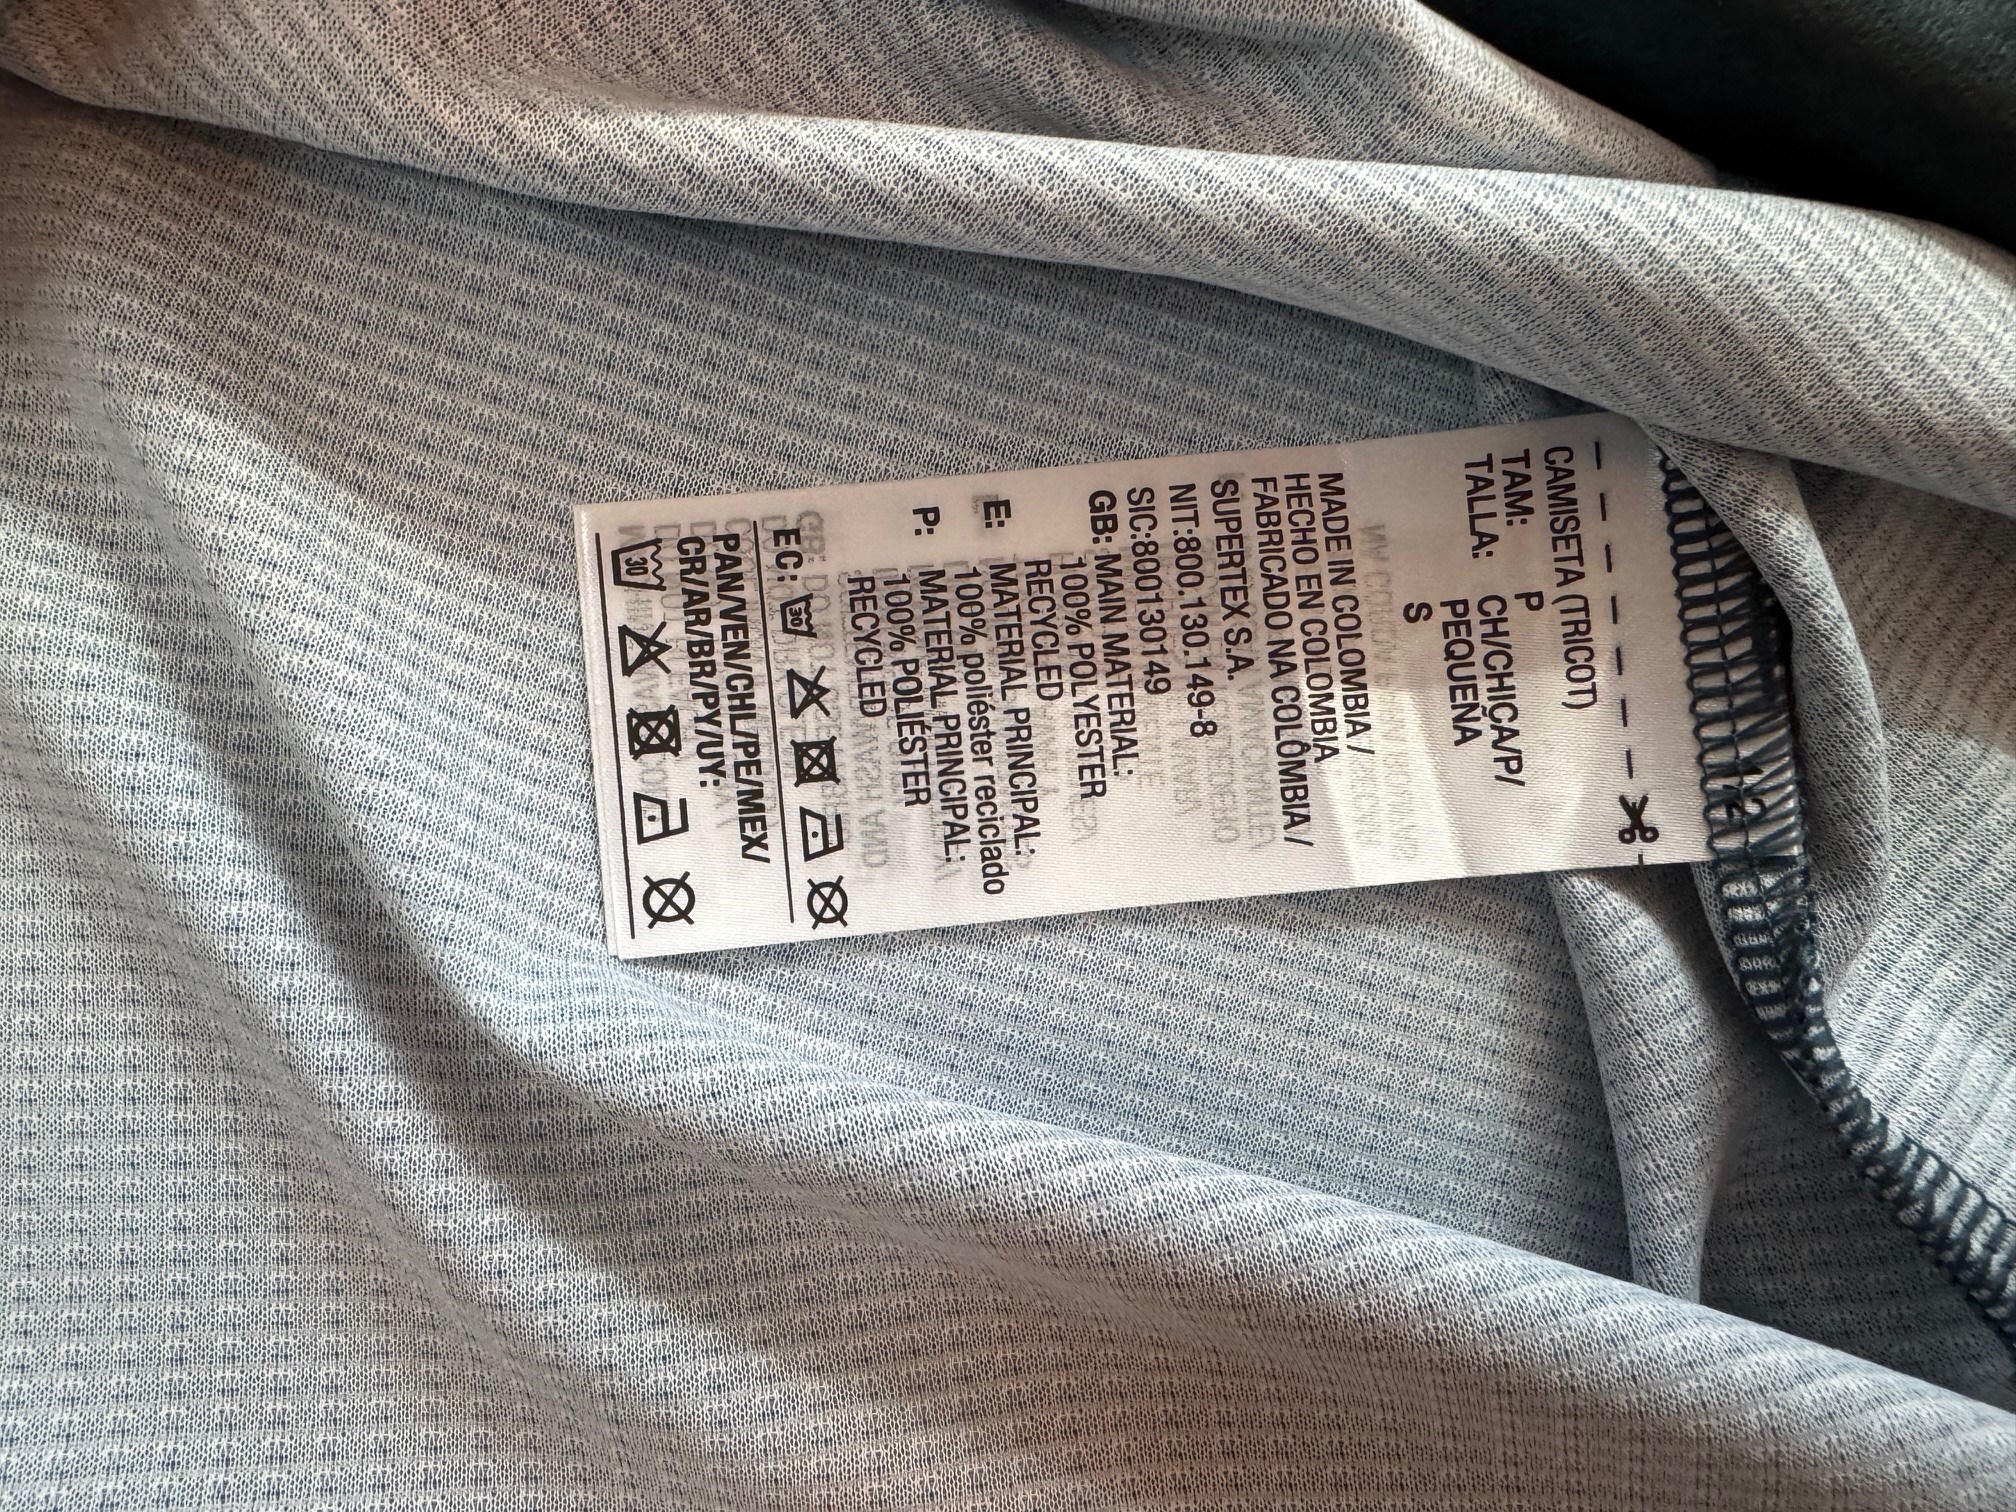 CAMISETA (TRICOT)
TAM: P
TALLA: CH/CHICA/P/
PEQUEÑA
S
MADE IN COLOMBIA /
HECHO EN COLOMBIA
FABRICADO NA COLÔMBIA /
SUPERTEX S.A.
NIT:800.130.149-8
SIC:800130149
GB: MAIN MATERIAL:
100% POLYESTER
RECYCLED
E: MATERIAL PRINCIPAL:
100% poliéster reciclado
P: MATERIAL PRINCIPAL:
100% POLIÉSTER
RECYCLED
EC: 30
PAN/VEN/CHL/PE/MEX/
CR/AR/BR/PY/UY:
30